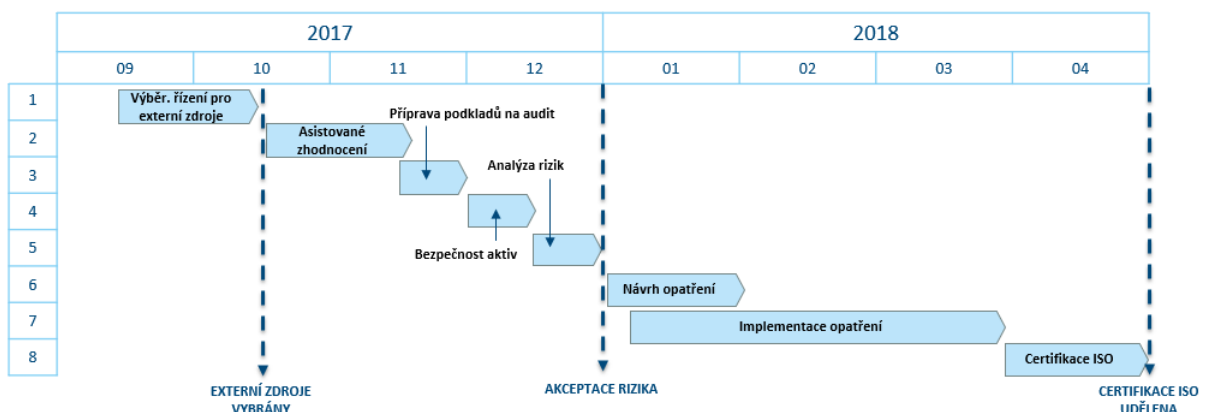 2017
2018
09
10
11
12
01
02
03
04
1
Výběr. řízení pro
externí zdroje
Příprava podkladů na audit
2
Asistované
zhodnocení
3
Analýza rizik
4
Bezpečnost aktiv
5
6
Návrh opatření
7
Implementace opatření
8
Certifikace ISO
EXTERNÍ ZDROJE
VYBRÁNY
AKCEPTACE RIZIKA
CERTIFIKACE ISO
UDĚLENA